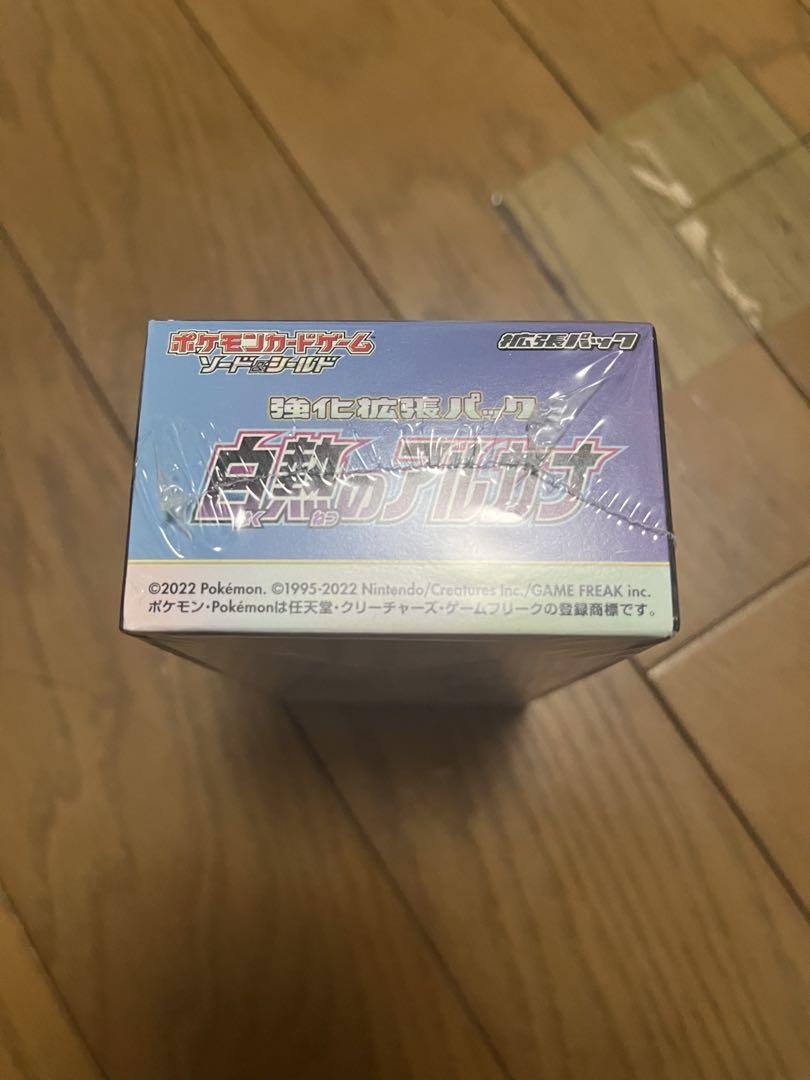 ポケモンカードゲーム
ソード&シールド
拡張パック
強化拡張パック
白熱のアルカナ
©2022 Pokémon. ©1995-2022 Nintendo/Creatures Inc./GAME FREAK inc.
ポケモン・Pokémonは任天堂・クリーチャーズ・ゲームフリークの登録商標です。